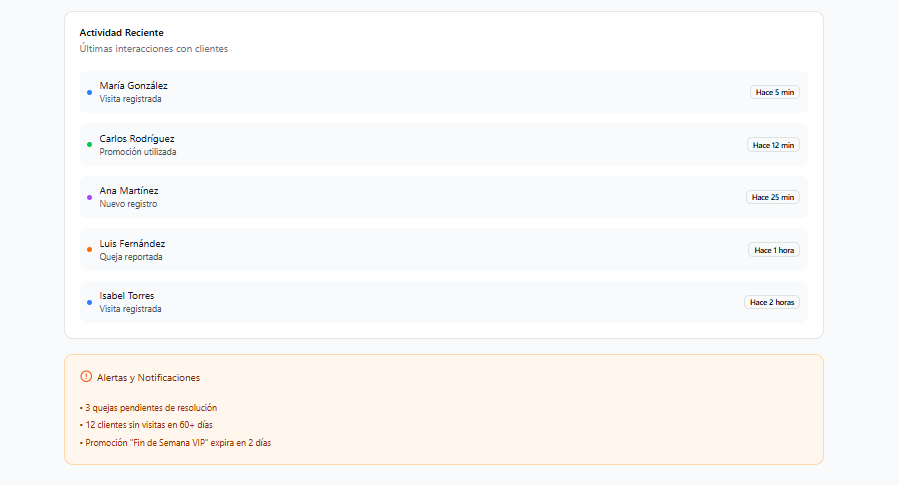 Actividad Reciente
Últimas interacciones con clientes
María González
Visita registrada
Hace 5 min
Carlos Rodríguez
Promoción utilizada
Hace 12 min
Ana Martínez
Nuevo registro
Hace 25 min
Luis Fernández
Queja reportada
Hace 1 hora
Isabel Torres
Visita registrada
Hace 2 horas
Alertas y Notificaciones
• 3 quejas pendientes de resolución
• 12 clientes sin visitas en 60+ días
• Promoción "Fin de Semana VIP" expira en 2 días